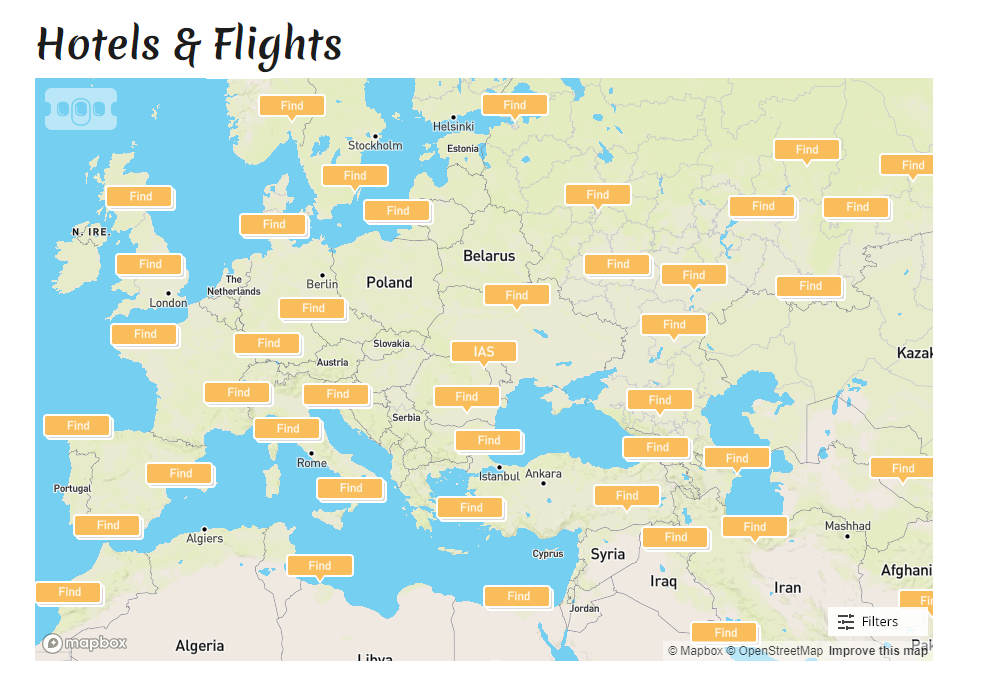 Hotels & Flights
Find
Find
Helsinki
Stockholm
Estonia
Find
Find
Find
Find
Find
Find
Find
Find
Find
Find
N. IRE.
Belarus
Find
Find
Find
The
Netherlands
Berlin
Poland
Find
Find
London
Find
Find
Find
Find
Slovakia
IAS
Kazak
Austria
Find
Find
Find
Find
Serbia
Find
Find
Find
Find
Rome
Find
Find
Find
Istanbul
Ankara
Portugal
Find
Find
Find
Find
Find
Mashhad
Algiers
Find
Cyprus
Syria
Find
Iraq
Iran
Afghani
Find
Find
Fi
Jordan
Filters
Find
mapbox
Algeria
Libya
Pak
© Mapbox © OpenStreetMap Improve this map